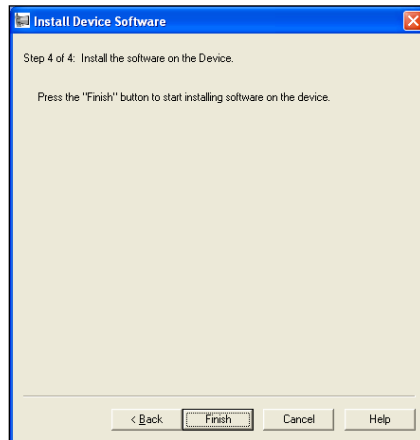 Install Device Software
Step 4 of 4: Install the software on the Device.
Press the "Finish" button to start installing software on the device.
< Back Finish Cancel Help